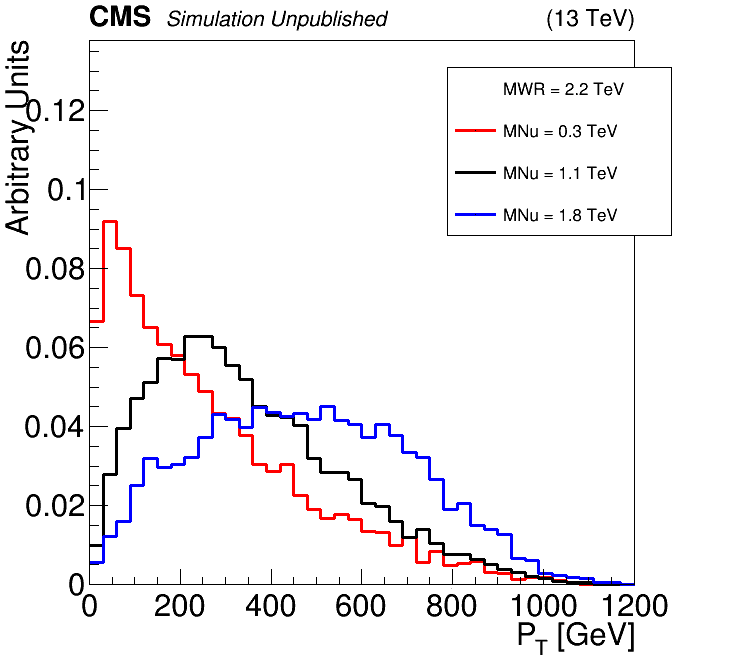 CMS Simulation Unpublished (13 TeV)
Arbitrary Units
0.12
0.1
0.08
0.06
0.04
0.02
0
MWR = 2.2 TeV
MNu = 0.3 TeV
MNu = 1.1 TeV
MNu = 1.8 TeV
0 200 400 600 800 1000 1200
P_T [GeV]